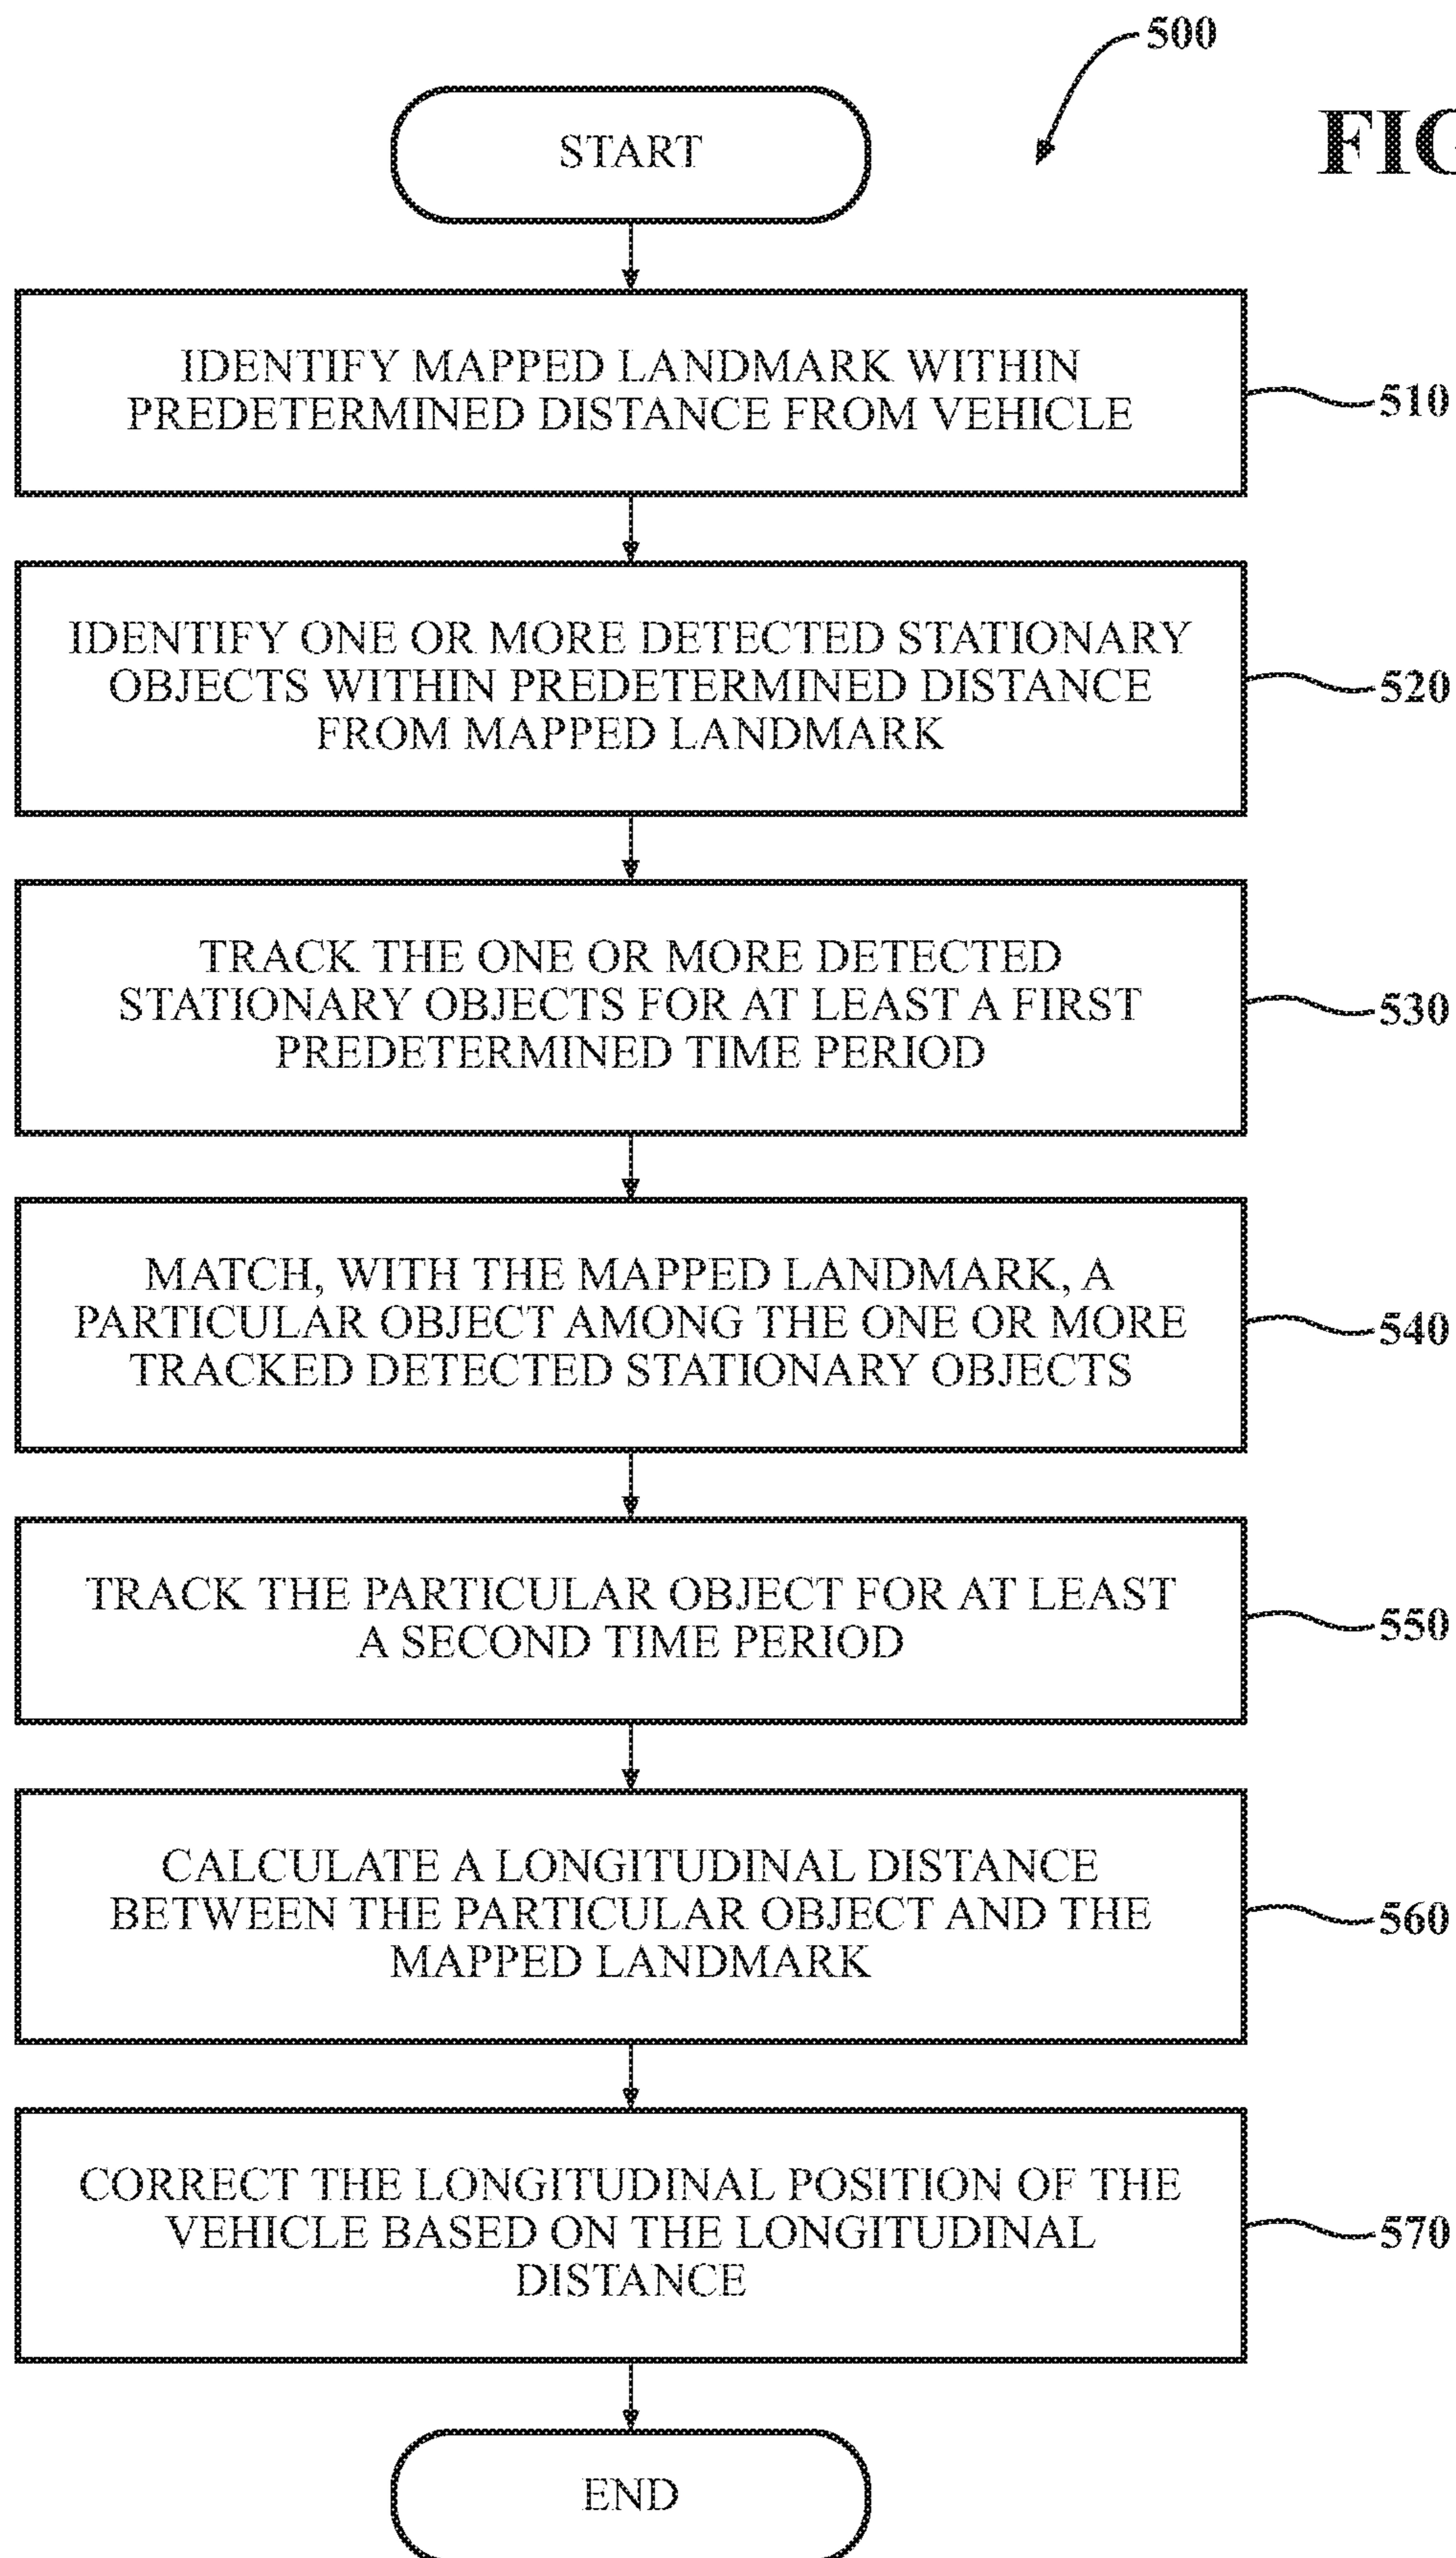 500
FIG
START
IDENTIFY MAPPED LANDMARK WITHIN
PREDETERMINED DISTANCE FROM VEHICLE
510
IDENTIFY ONE OR MORE DETECTED STATIONARY
OBJECTS WITHIN PREDETERMINED DISTANCE
FROM MAPPED LANDMARK
520
TRACK THE ONE OR MORE DETECTED
STATIONARY OBJECTS FOR AT LEAST A FIRST
PREDETERMINED TIME PERIOD
530
MATCH, WITH THE MAPPED LANDMARK, A
PARTICULAR OBJECT AMONG THE ONE OR MORE
TRACKED DETECTED STATIONARY OBJECTS
540
TRACK THE PARTICULAR OBJECT FOR AT LEAST
A SECOND TIME PERIOD
550
CALCULATE A LONGITUDINAL DISTANCE
BETWEEN THE PARTICULAR OBJECT AND THE
MAPPED LANDMARK
560
CORRECT THE LONGITUDINAL POSITION OF THE
VEHICLE BASED ON THE LONGITUDINAL
DISTANCE
570
END